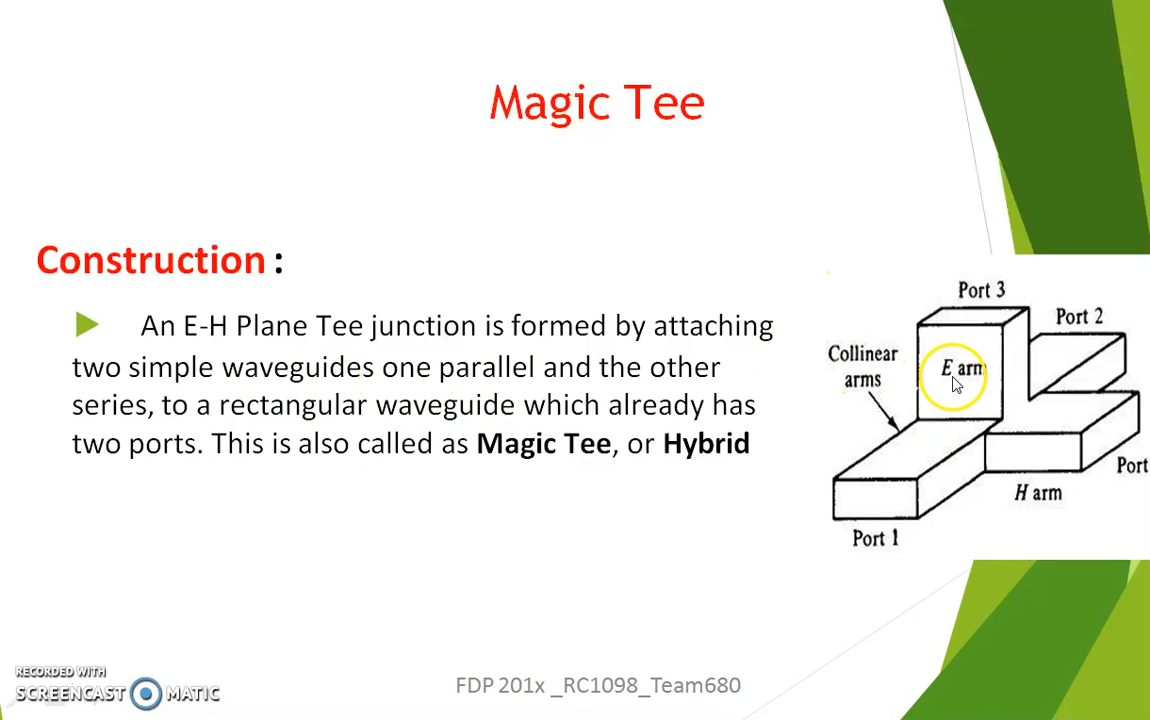 Magic Tee
Construction :
An E-H Plane Tee junction is formed by attaching
two simple waveguides one parallel and the other
series, to a rectangular waveguide which already has
two ports. This is also called as Magic Tee, or Hybrid
Port 3
Port 2
Collinear
arms
E arm
Port
H arm
Port 1
RECORDED WITH
SCREENCAST MATIC
FDP 201x _RC1098_Team680